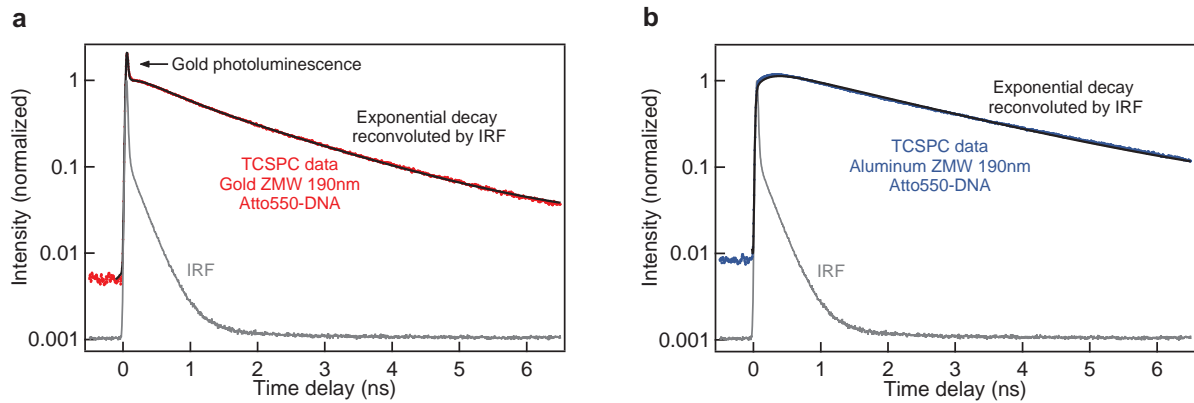 a
Gold photoluminescence
Exponential decay
reconvoluted by IRF
TCSPC data
Gold ZMW 190nm
Atto550-DNA
IRF
Intensity (normalized)
1
0.1
0.01
0.001
0
1
2
3
4
5
6
Time delay (ns)
b
Exponential decay
reconvoluted by IRF
TCSPC data
Aluminum ZMW 190nm
Atto550-DNA
IRF
Intensity (normalized)
1
0.1
0.01
0.001
0
1
2
3
4
5
6
Time delay (ns)